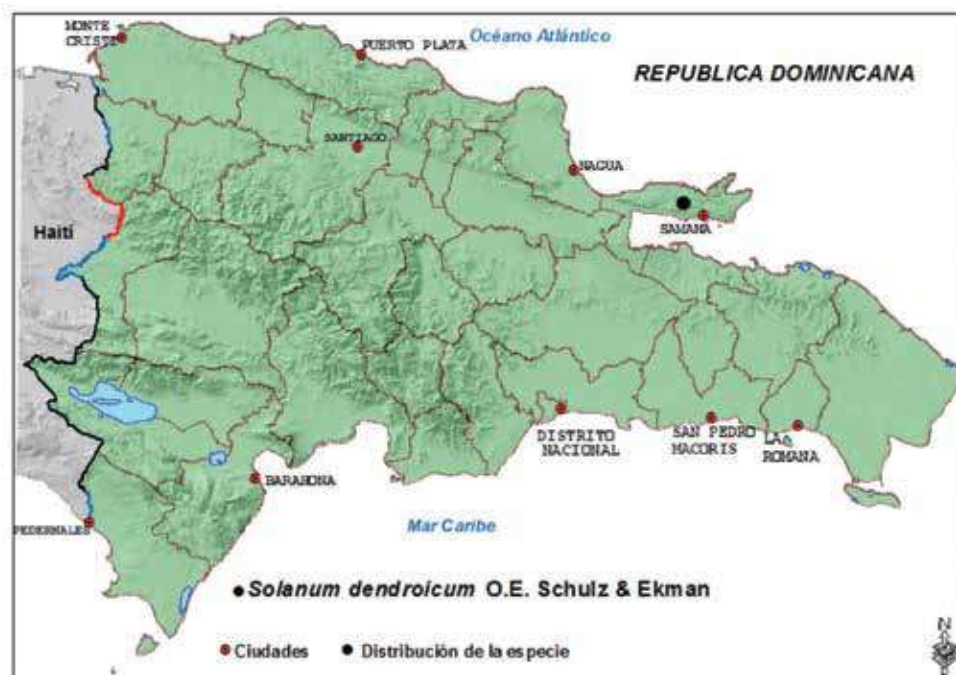 MONTE
CRISTI
PUERTO PLATA
Océano Atlántico
REPUBLICA DOMINICANA
SANTIAGO
NAGUA
SAMANA
Haití
DISTRITO
NACIONAL
SAN PEDRO
MACORIS
LA
ROMANA
BARAHONA
PEDERNALES
Mar Caribe
Solanum dendroicum O.E. Schulz & Ekman
Ciudades
Distribución de la especie
N